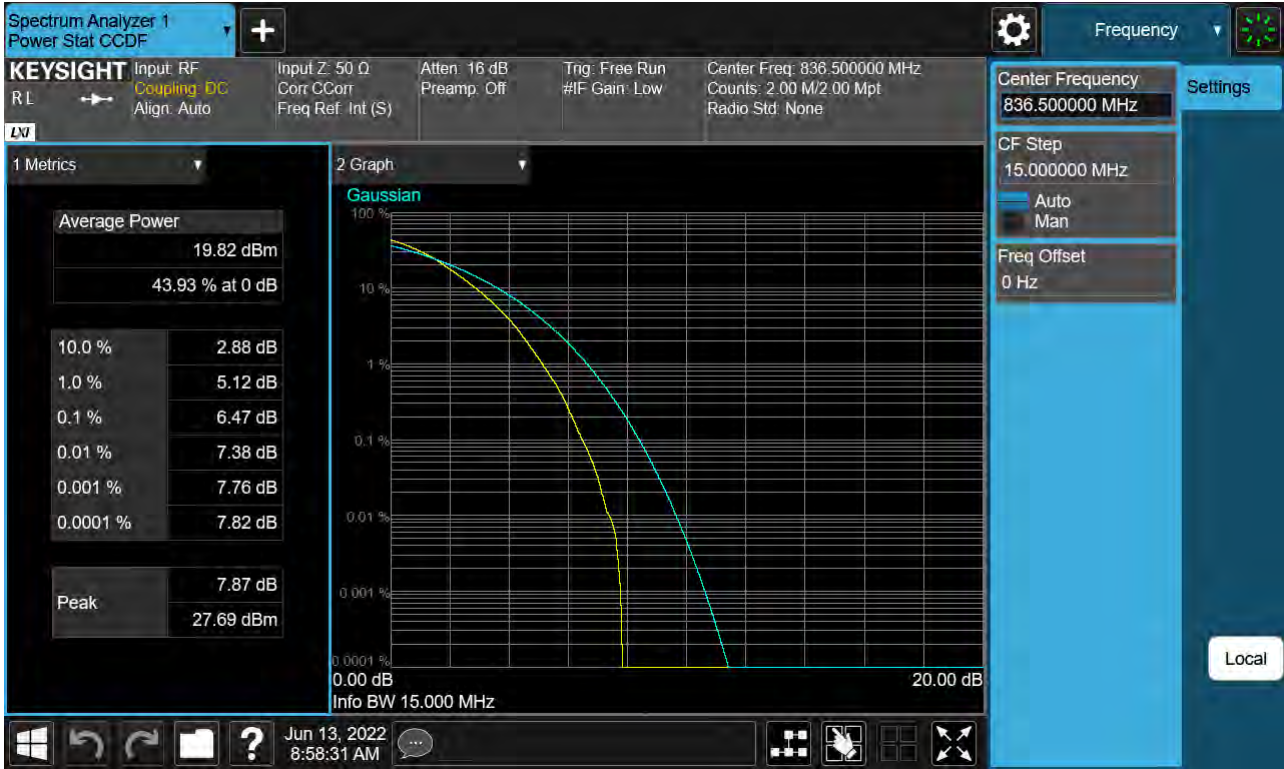 Spectrum Analyzer 1
Power Stat CCDF
Frequency
KEYSIGHT
R L
LXI
Input: RF
Coupling: DC
Align: Auto
Input Z: 50 Ω
Corr CCorr
Freq Ref: Int (S)
Atten: 16 dB
Preamp: Off
Trig: Free Run
#IF Gain: Low
Center Freq: 836.500000 MHz
Counts: 2.00 M/2.00 Mpt
Radio Std: None
Center Frequency
836.500000 MHz
Settings
CF Step
15.000000 MHz
Auto
Man
Freq Offset
0 Hz
1 Metrics
Average Power
19.82 dBm
43.93 % at 0 dB
10.0 % 2.88 dB
1.0 % 5.12 dB
0.1 % 6.47 dB
0.01 % 7.38 dB
0.001 % 7.76 dB
0.0001 % 7.82 dB
Peak
7.87 dB
27.69 dBm
2 Graph
Gaussian
100 %
10 %
1 %
0.1 %
0.01 %
0.001 %
0.0001 %
0.00 dB 20.00 dB
Info BW 15.000 MHz
Local
?
Jun 13, 2022
8:58:31 AM